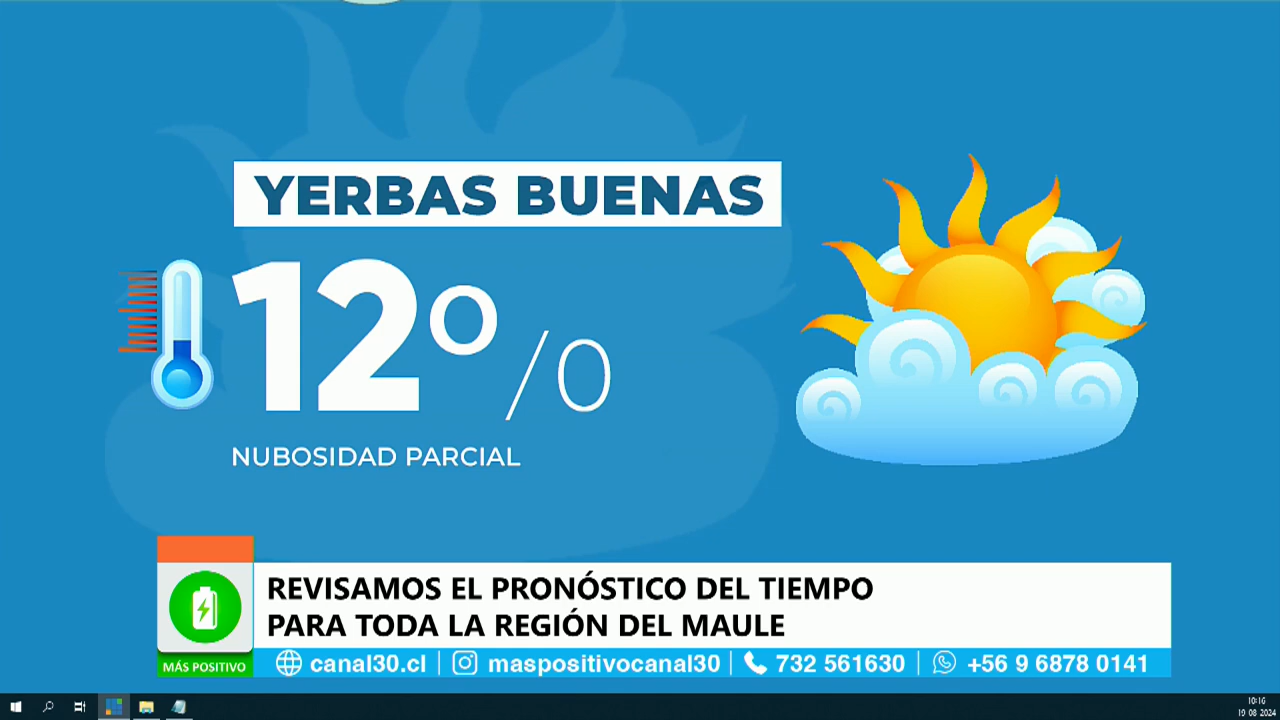 YERBAS BUENAS
12º/0
NUBOSIDAD PARCIAL
REVISAMOS EL PRONÓSTICO DEL TIEMPO
PARA TODA LA REGIÓN DEL MAULE
MÁS POSITIVO
canal30.cl | maspositivocanal30 | 732 561630 | +56 9 6878 0141
10:16
19-08-2024